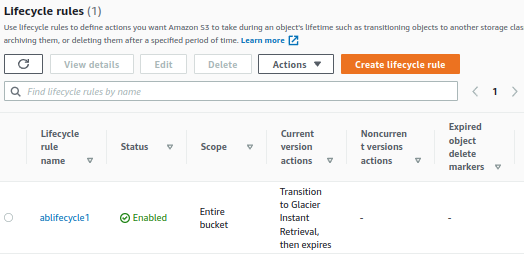 Lifecycle rules (1)
Use lifecycle rules to define actions you want Amazon S3 to take during an object's lifetime such as transitioning objects to another storage clas
archiving them, or deleting them after a specified period of time. Learn more
View details
Edit
Delete
Actions
Create lifecycle rule
Find lifecycle rules by name
1
Lifecycle
rule
name
Status
Scope
Current
version
actions
Noncurren
t versions
actions
Expired
object
delete
markers
ablifecycle1
Enabled
Entire
bucket
Transition
to Glacier
Instant
Retrieval,
then expires
-
-